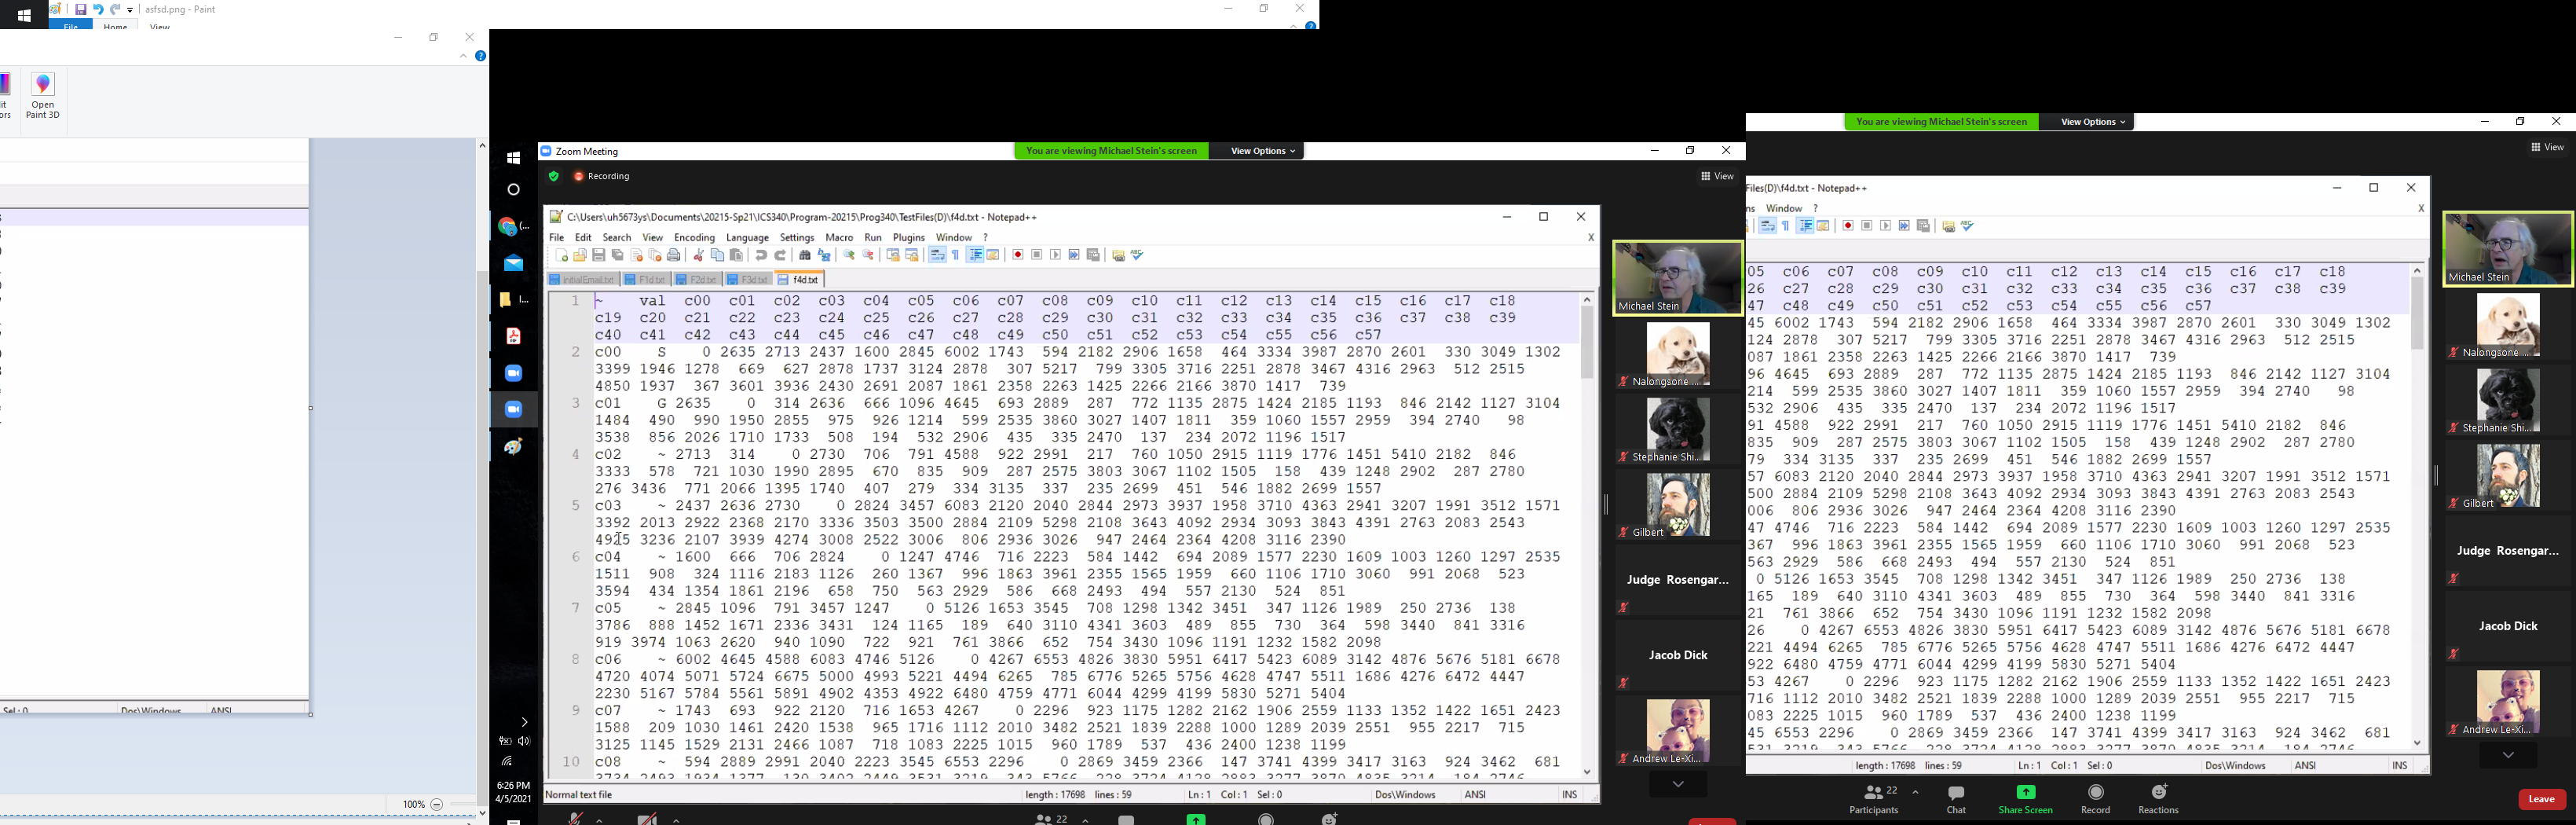 asfsd.png - Paint
File Home View
Open
Paint 3D
Sel : 0 Dos\Windows ANSI
100%
6:26 PM
4/5/2021
Zoom Meeting
You are viewing Michael Stein's screen View Options
Recording
View
C:\Users\uh5673ys\Documents\20215-Sp21\ICS340\Program-20215\Prog340\TestFiles(D)\f4d.txt - Notepad++
File Edit Search View Encoding Language Settings Macro Run Plugins Window ? X
initialEmail.txt F1d.txt F2d.txt F3d.txt f4d.txt
1 ~ val c00 c01 c02 c03 c04 c05 c06 c07 c08 c09 c10 c11 c12 c13 c14 c15 c16 c17 c18
c19 c20 c21 c22 c23 c24 c25 c26 c27 c28 c29 c30 c31 c32 c33 c34 c35 c36 c37 c38 c39
c40 c41 c42 c43 c44 c45 c46 c47 c48 c49 c50 c51 c52 c53 c54 c55 c56 c57
2 c00 S 0 2635 2713 2437 1600 2845 6002 1743 594 2182 2906 1658 464 3334 3987 2870 2601 330 3049 1302
3399 1946 1278 669 627 2878 1737 3124 2878 307 5217 799 3305 3716 2251 2878 3467 4316 2963 512 2515
4850 1937 367 3601 3936 2430 2691 2087 1861 2358 2263 1425 2266 2166 3870 1417 739
3 c01 G 2635 0 314 2636 666 1096 4645 693 2889 287 772 1135 2875 1424 2185 1193 846 2142 1127 3104
1484 490 990 1950 2855 975 926 1214 599 2535 3860 3027 1407 1811 359 1060 1557 2959 394 2740 98
3538 856 2026 1710 1733 508 194 532 2906 435 335 2470 137 234 2072 1196 1517
4 c02 ~ 2713 314 0 2730 706 791 4588 922 2991 217 760 1050 2915 1119 1776 1451 5410 2182 846
3333 578 721 1030 1990 2895 670 835 909 287 2575 3803 3067 1102 1505 158 439 1248 2902 287 2780
276 3436 771 2066 1395 1740 407 279 334 3135 337 235 2699 451 546 1882 2699 1557
5 c03 ~ 2437 2636 2730 0 2824 3457 6083 2120 2040 2844 2973 3937 1958 3710 4363 2941 3207 1991 3512 1571
3392 2013 2922 2368 2170 3336 3503 3500 2884 2109 5298 2108 3643 4092 2934 3093 3843 4391 2763 2083 2543
4925 3236 2107 3939 4274 3008 2522 3006 806 2936 3026 947 2464 2364 4208 3116 2390
6 c04 ~ 1600 666 706 2824 0 1247 4746 716 2223 584 1442 694 2089 1577 2230 1609 1003 1260 1297 2535
1511 908 324 1116 2183 1126 260 1367 996 1863 3961 2355 1565 1959 660 1106 1710 3060 991 2068 523
3594 434 1354 1861 2196 658 750 563 2929 586 668 2493 494 557 2130 524 851
7 c05 ~ 2845 1096 791 3457 1247 0 5126 1653 3545 708 1298 1342 3451 347 1126 1989 250 2736 138
3786 888 1452 1671 2336 3431 124 1165 189 640 3110 4341 3603 489 855 730 364 598 3440 841 3316
919 3974 1063 2620 940 1090 722 921 761 3866 652 754 3430 1096 1191 1232 1582 2098
8 c06 ~ 6002 4645 4588 6083 4746 5126 0 4267 6553 4826 3830 5951 6417 5423 6089 3142 4876 5676 5181 6678
4720 4074 5071 5724 6675 5000 4993 5221 4494 6265 785 6776 5265 5756 4628 4747 5511 1686 4276 6472 4447
2230 5167 5784 5561 5891 4902 4353 4922 6480 4759 4771 6044 4299 4199 5830 5271 5404
9 c07 ~ 1743 693 922 2120 716 1653 4267 0 2296 923 1175 1282 2162 1906 2559 1133 1352 1422 1651 2423
1588 209 1030 1461 2420 1538 965 1716 1112 2010 3482 2521 1839 2288 1000 1289 2039 2551 955 2217 715
3125 1145 1529 2131 2466 1087 718 1083 2225 1015 960 1789 537 436 2400 1238 1199
10 c08 ~ 594 2889 2991 2040 2223 3545 6553 2296 0 2869 3459 2366 147 3741 4399 3417 3163 924 3462 681
Normal text file length : 17698 lines : 59 Ln : 1 Col : 1 Sel : 0 Dos\Windows ANSI INS
22
Michael Stein
Nalongsone ...
Stephanie Shi...
Gilbert
Judge Rosengar...
Jacob Dick
Andrew Le-Xi...
You are viewing Michael Stein's screen View Options
View
Files(D)\f4d.txt - Notepad++
ns Window ? X
05 c06 c07 c08 c09 c10 c11 c12 c13 c14 c15 c16 c17 c18
26 c27 c28 c29 c30 c31 c32 c33 c34 c35 c36 c37 c38 c39
47 c48 c49 c50 c51 c52 c53 c54 c55 c56 c57
45 6002 1743 594 2182 2906 1658 464 3334 3987 2870 2601 330 3049 1302
124 2878 307 5217 799 3305 3716 2251 2878 3467 4316 2963 512 2515
087 1861 2358 2263 1425 2266 2166 3870 1417 739
96 4645 693 2889 287 772 1135 2875 1424 2185 1193 846 2142 1127 3104
214 599 2535 3860 3027 1407 1811 359 1060 1557 2959 394 2740 98
532 2906 435 335 2470 137 234 2072 1196 1517
91 4588 922 2991 217 760 1050 2915 1119 1776 1451 5410 2182 846
835 909 287 2575 3803 3067 1102 1505 158 439 1248 2902 287 2780
79 334 3135 337 235 2699 451 546 1882 2699 1557
57 6083 2120 2040 2844 2973 3937 1958 3710 4363 2941 3207 1991 3512 1571
500 2884 2109 5298 2108 3643 4092 2934 3093 3843 4391 2763 2083 2543
006 806 2936 3026 947 2464 2364 4208 3116 2390
47 4746 716 2223 584 1442 694 2089 1577 2230 1609 1003 1260 1297 2535
367 996 1863 3961 2355 1565 1959 660 1106 1710 3060 991 2068 523
563 2929 586 668 2493 494 557 2130 524 851
0 5126 1653 3545 708 1298 1342 3451 347 1126 1989 250 2736 138
165 189 640 3110 4341 3603 489 855 730 364 598 3440 841 3316
21 761 3866 652 754 3430 1096 1191 1232 1582 2098
26 0 4267 6553 4826 3830 5951 6417 5423 6089 3142 4876 5676 5181 6678
221 4494 6265 785 6776 5265 5756 4628 4747 5511 1686 4276 6472 4447
922 6480 4759 4771 6044 4299 4199 5830 5271 5404
53 4267 0 2296 923 1175 1282 2162 1906 2559 1133 1352 1422 1651 2423
716 1112 2010 3482 2521 1839 2288 1000 1289 2039 2551 955 2217 715
083 2225 1015 960 1789 537 436 2400 1238 1199
45 6553 2296 0 2869 3459 2366 147 3741 4399 3417 3163 924 3462 681
length : 17698 lines : 59 Ln : 1 Col : 1 Sel : 0 Dos\Windows ANSI INS
22
Participants Chat Share Screen Record Reactions Leave
Michael Stein
Nalongsone ...
Stephanie Shi...
Gilbert
Judge Rosengar...
Jacob Dick
Andrew Le-Xi...